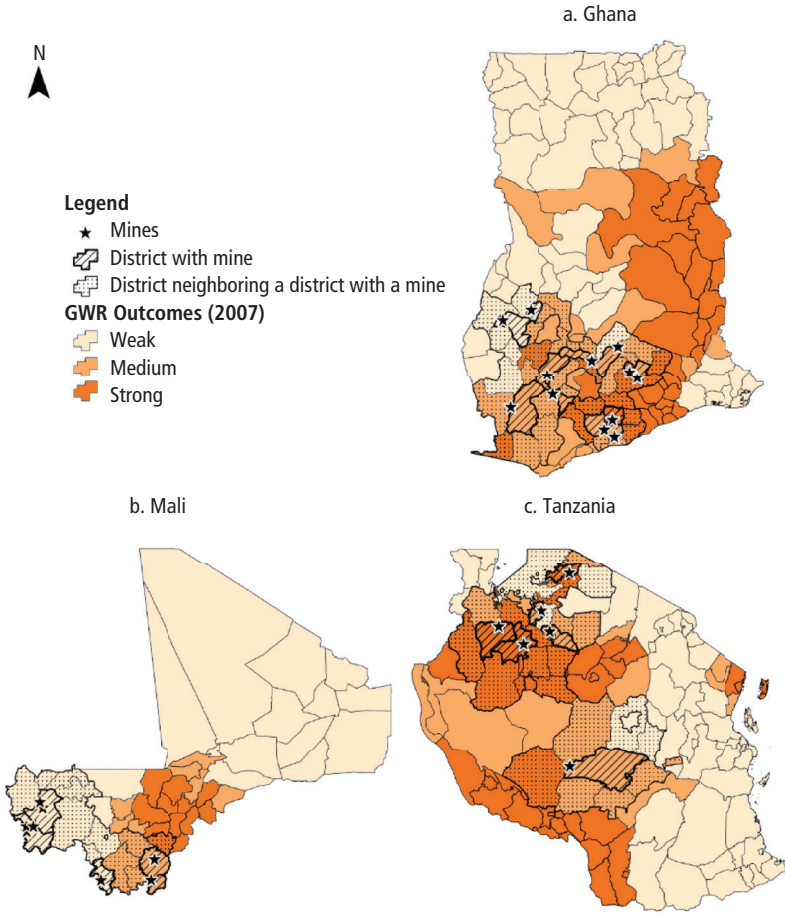 a. Ghana
N
Legend
Mines
District with mine
District neighboring a district with a mine
GWR Outcomes (2007)
Weak
Medium
Strong
b. Mali
c. Tanzania